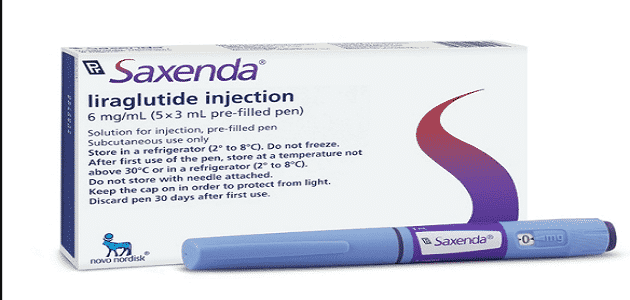 Saxenda®
liraglutide injection
6 mg/mL (5×3 mL pre-filled pen)
Solution for injection, pre-filled pen
Subcutaneous use only
Store in a refrigerator (2° to 8°C). Do not freeze.
After first use of the pen, store at a temperature not
above 30°C or in a refrigerator (2° to 8°C).
Do not store with needle attached.
Keep the cap on in order to protect from light.
Discard pen 30 days after first use.
novo nordisk®
Saxenda®
-0- mg